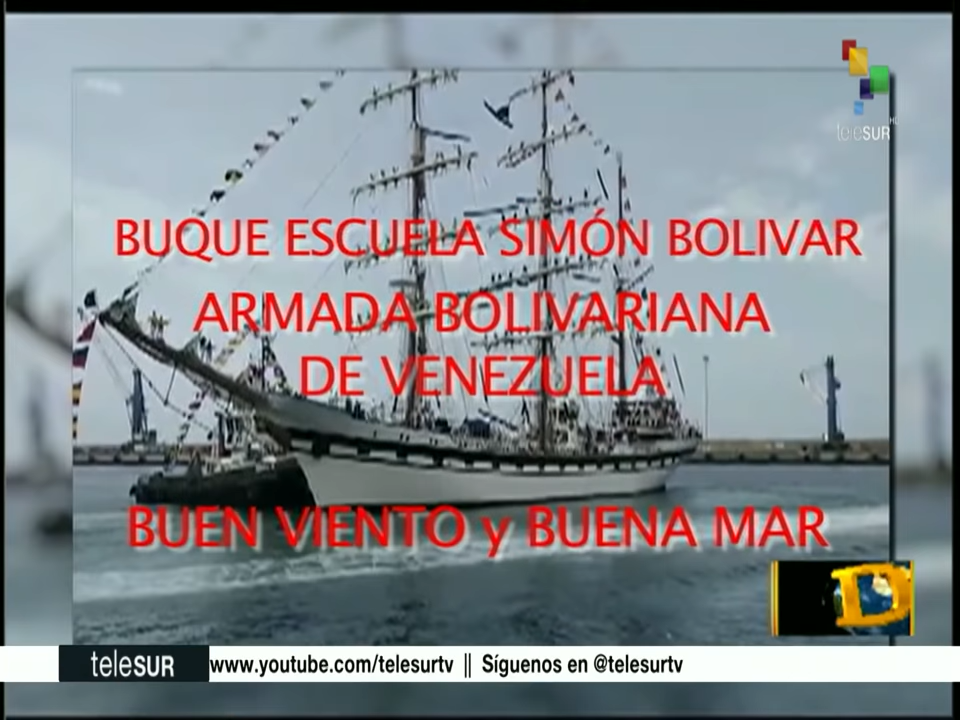 teleSUR HD
BUQUE ESCUELA SIMÓN BOLIVAR
ARMADA BOLIVARIANA
DE VENEZUELA
BUEN VIENTO y BUENA MAR
D
teleSUR www.youtube.com/telesurtv || Síguenos en @telesurtv